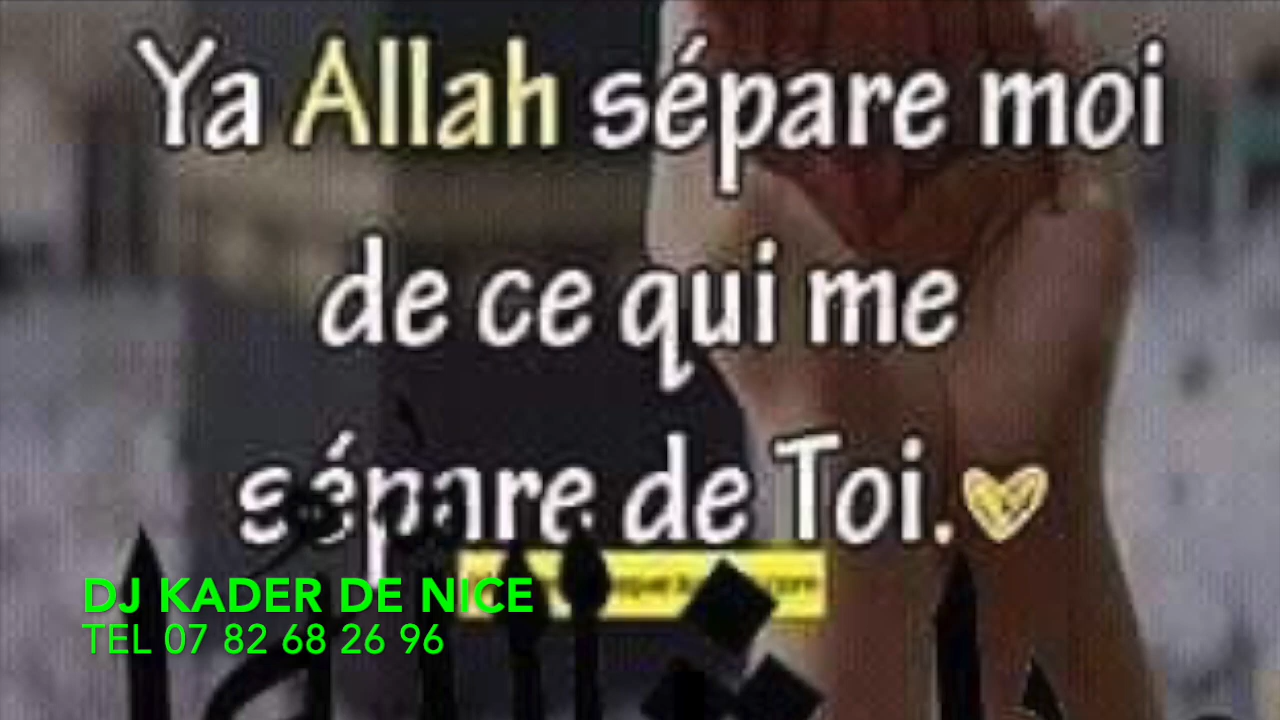 Ya Allah sépare moi
de ce qui me
sépare de Toi.
DJ KADER DE NICE
TEL 07 82 68 26 96